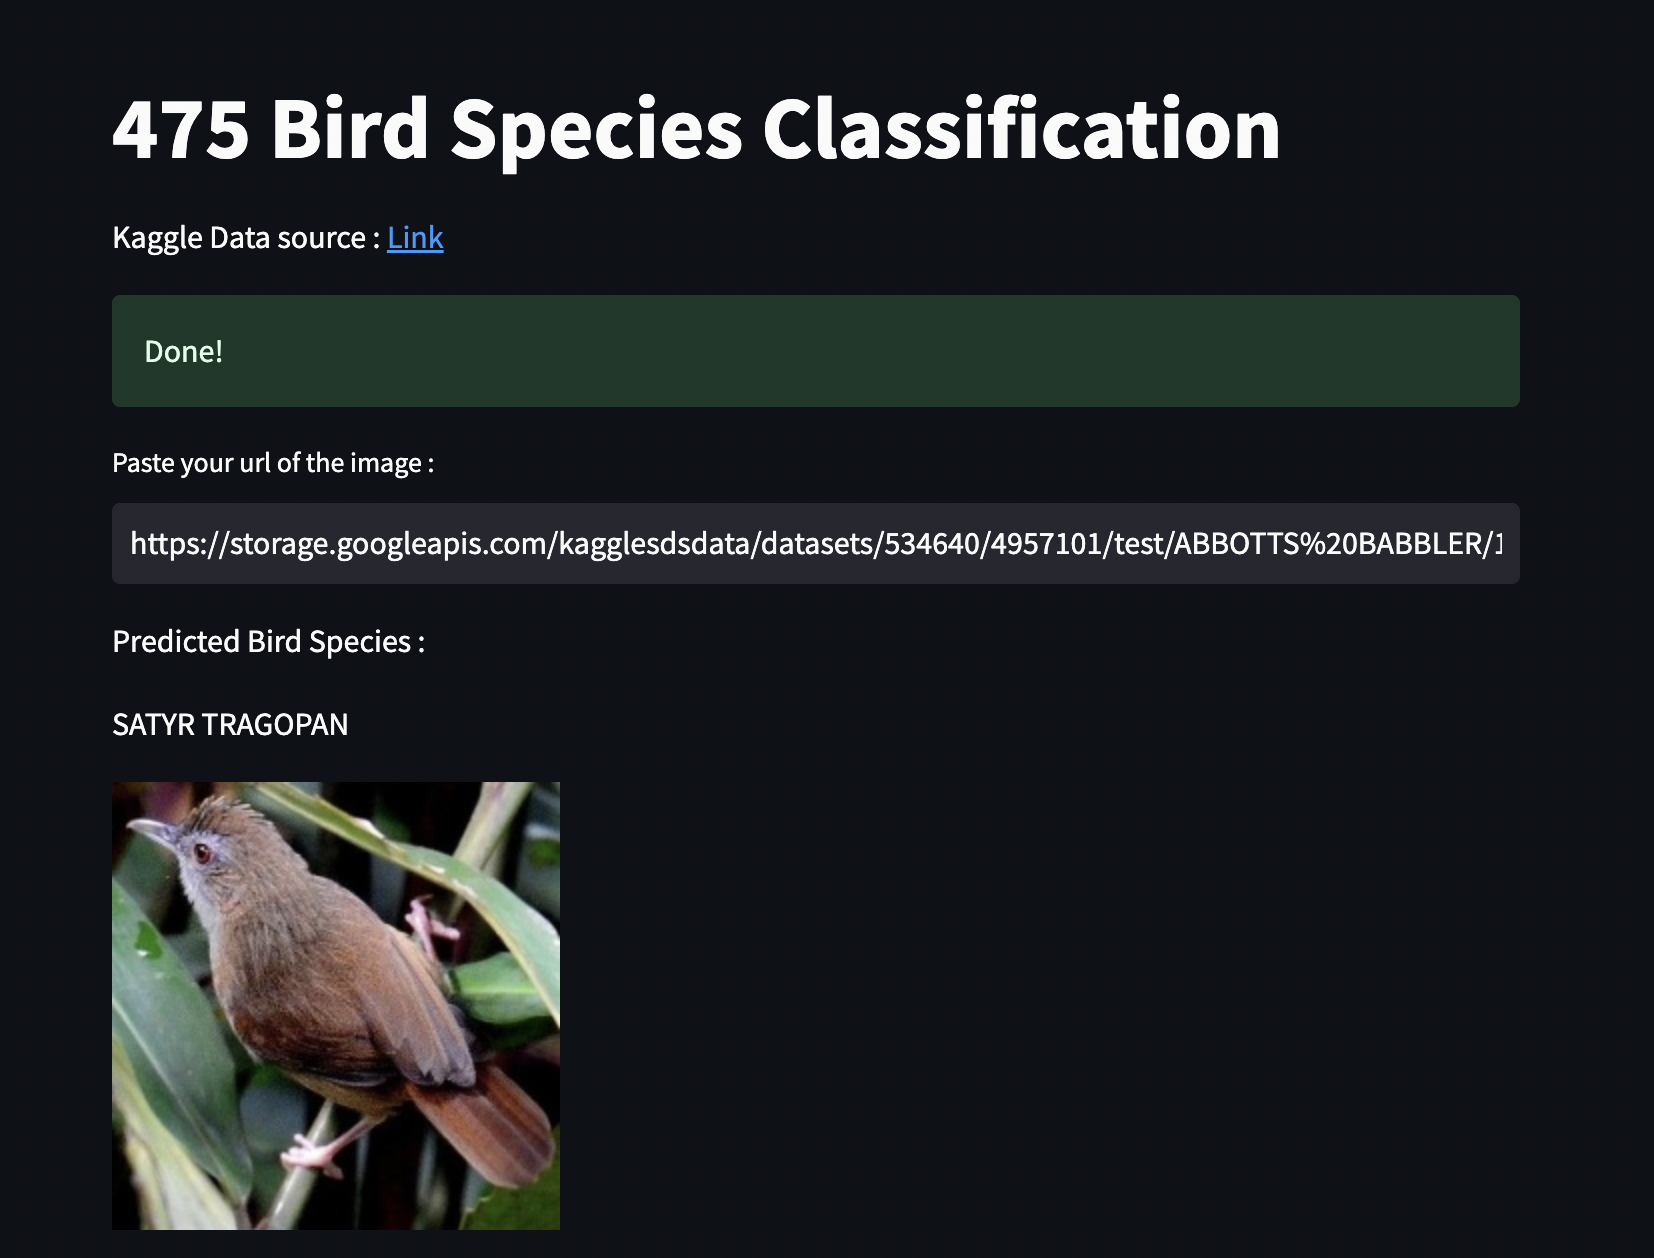 475 Bird Species Classification
Kaggle Data source : Link
Done!
Paste your url of the image :
https://storage.googleapis.com/kagglesdsdata/datasets/534640/4957101/test/ABBOTTS%20BABBLER/1
Predicted Bird Species :
SATYR TRAGOPAN